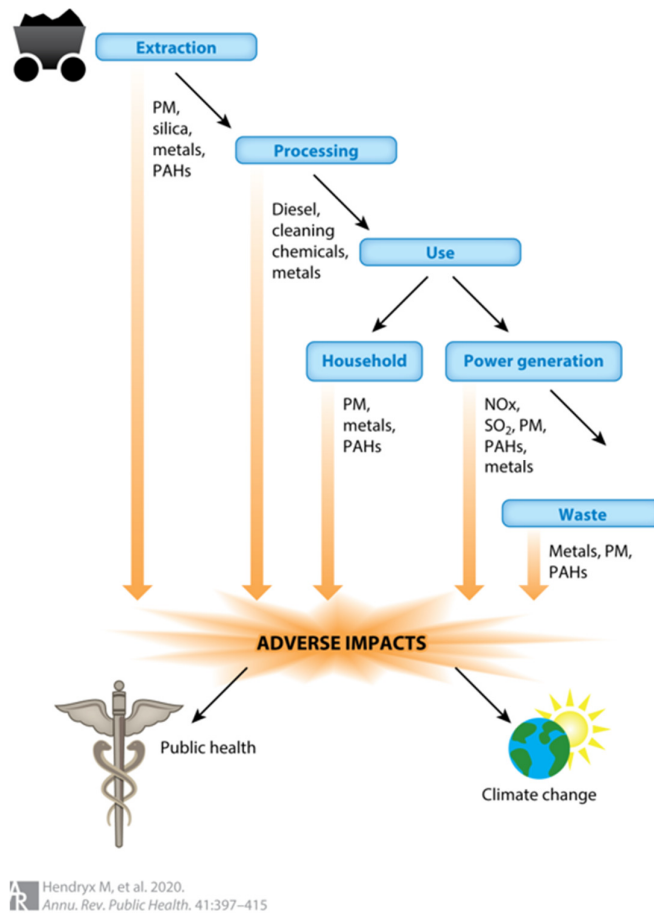 Extraction
PM,
silica,
metals,
PAHs
Processing
Diesel,
cleaning
chemicals,
metals
Use
Household
Power generation
PM,
metals,
PAHs
NOx,
SO₂, PM,
PAHs,
metals
Waste
Metals, PM,
PAHs
ADVERSE IMPACTS
Public health
Climate change
AR Hendryx M, et al. 2020.
Annu. Rev. Public Health. 41:397–415